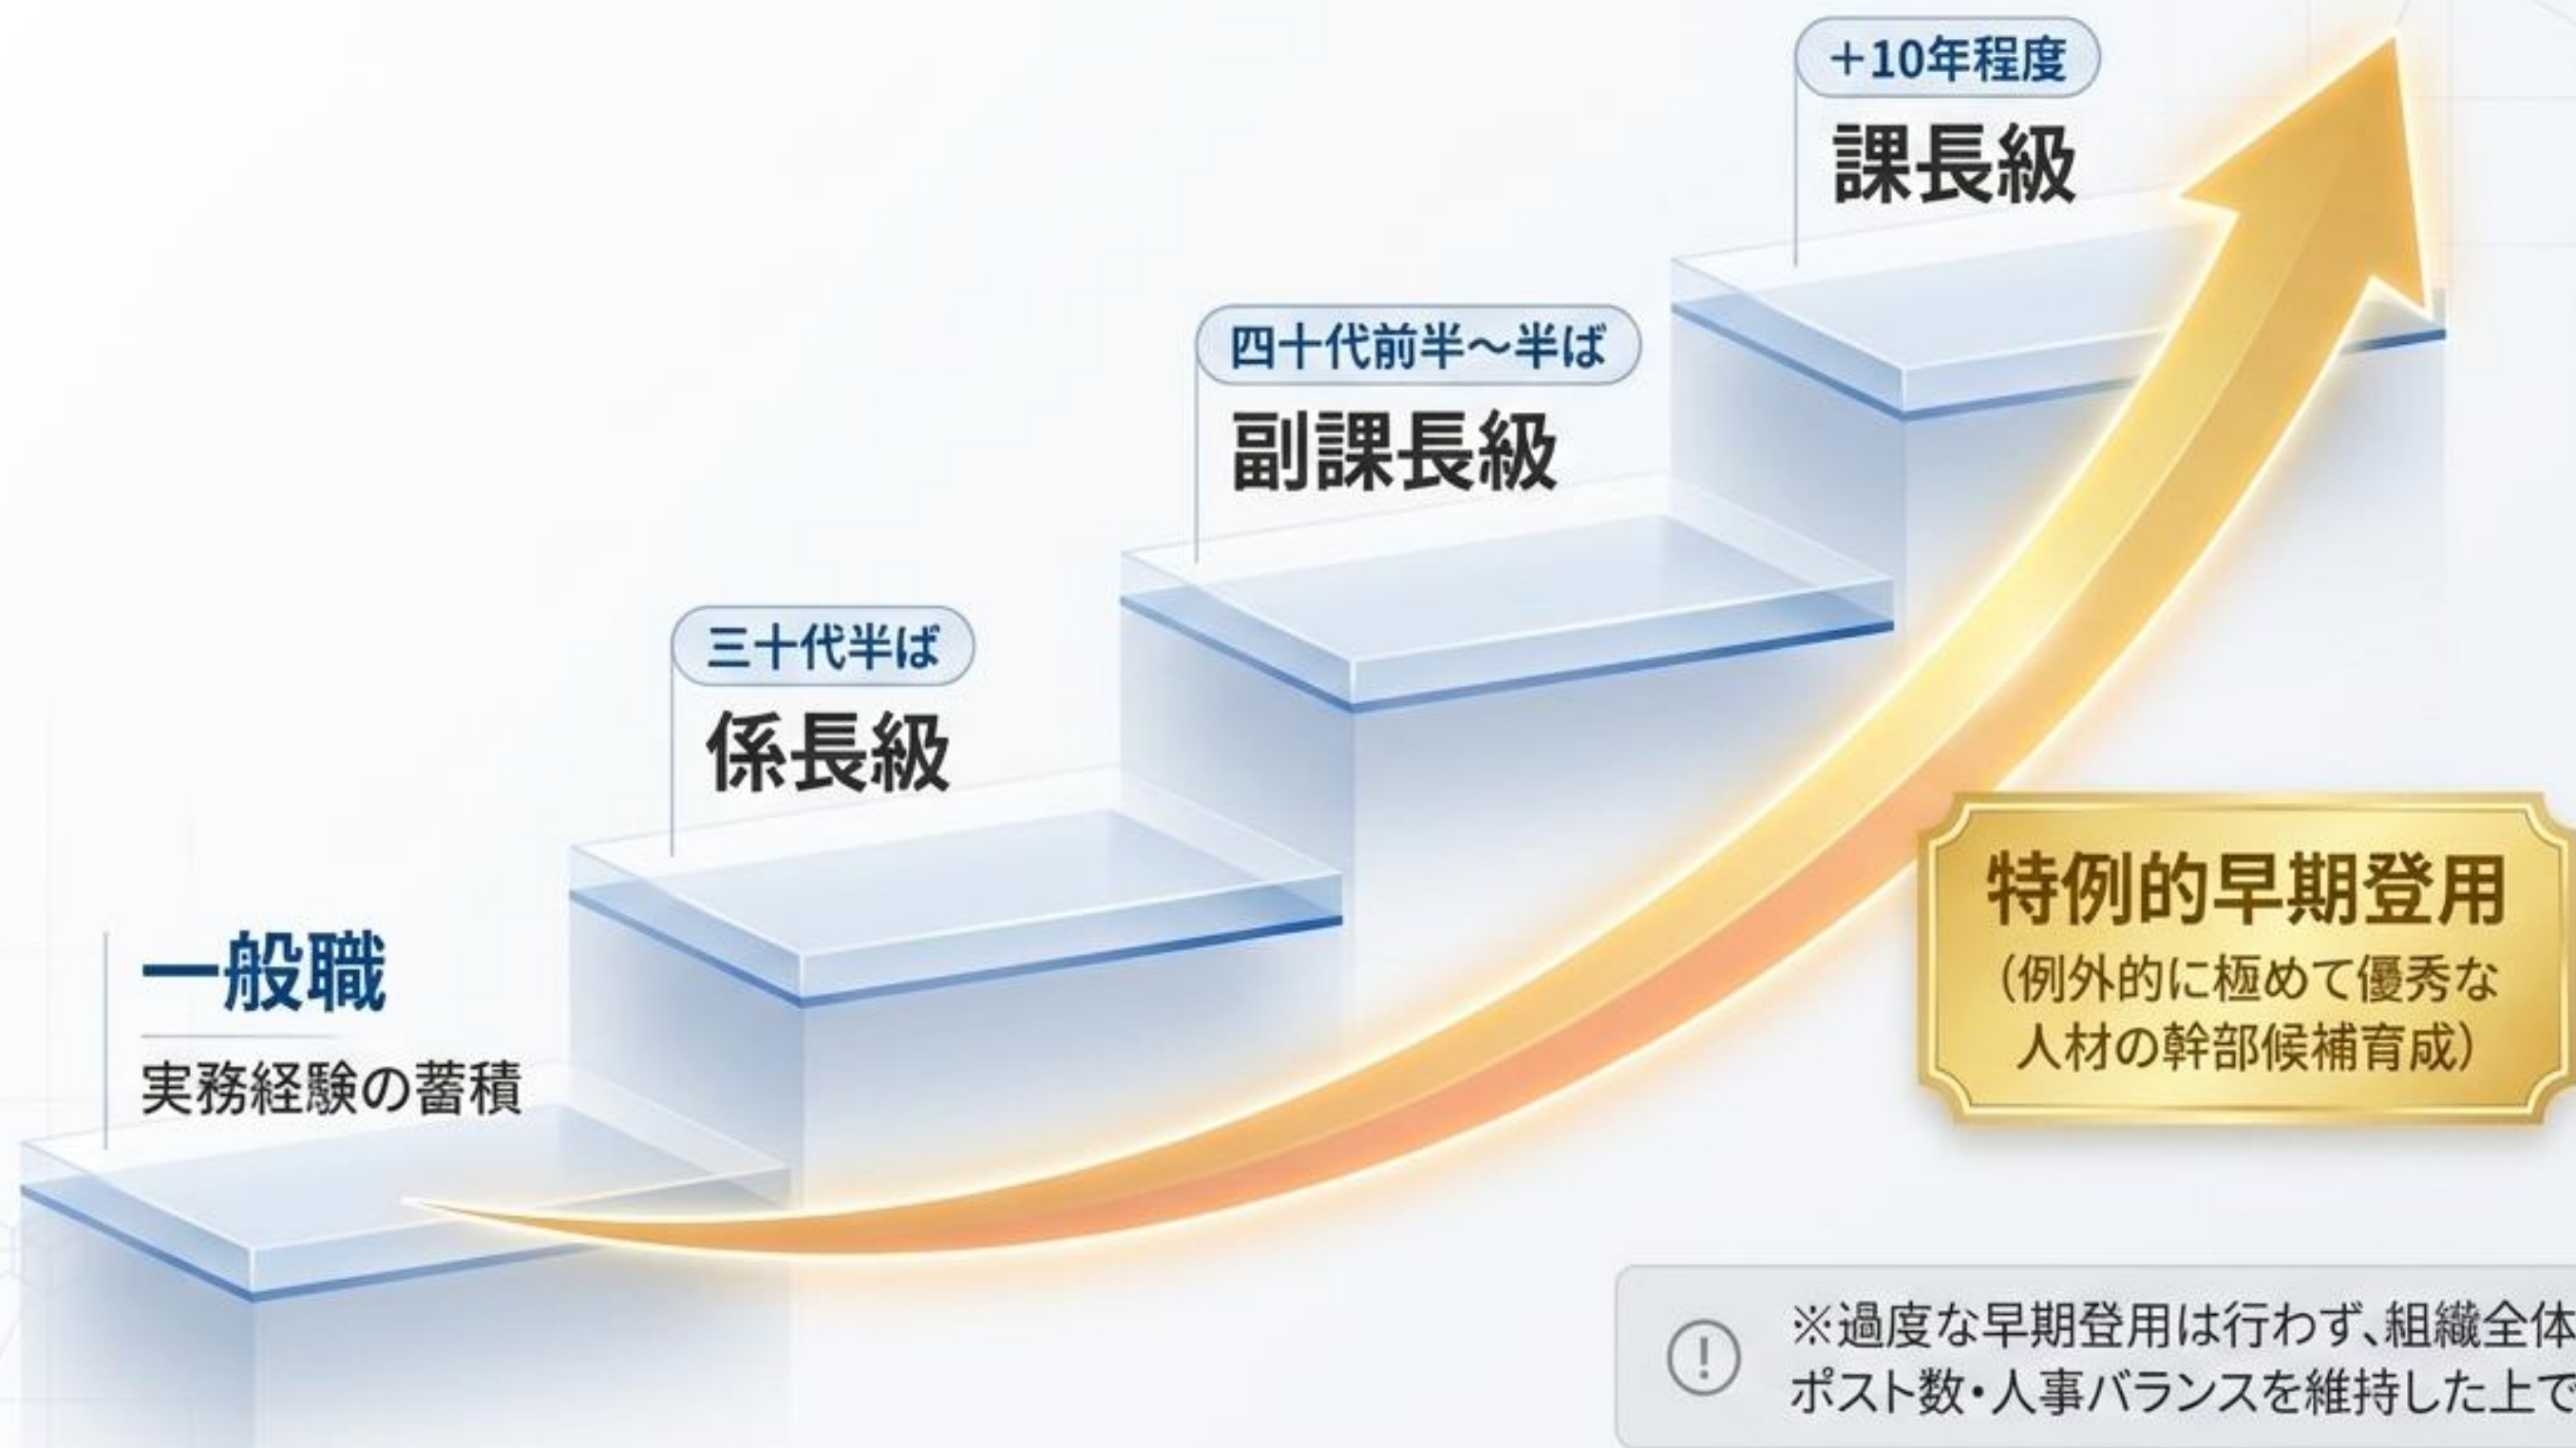 +10年程度
課長級
四十代前半〜半ば
副課長級
三十代半ば
係長級
一般職
実務経験の蓄積
特例的早期登用
（例外的に極めて優秀な
人材の幹部候補育成）
※過度な早期登用は行わず、組織全体
ポスト数・人事バランスを維持した上で